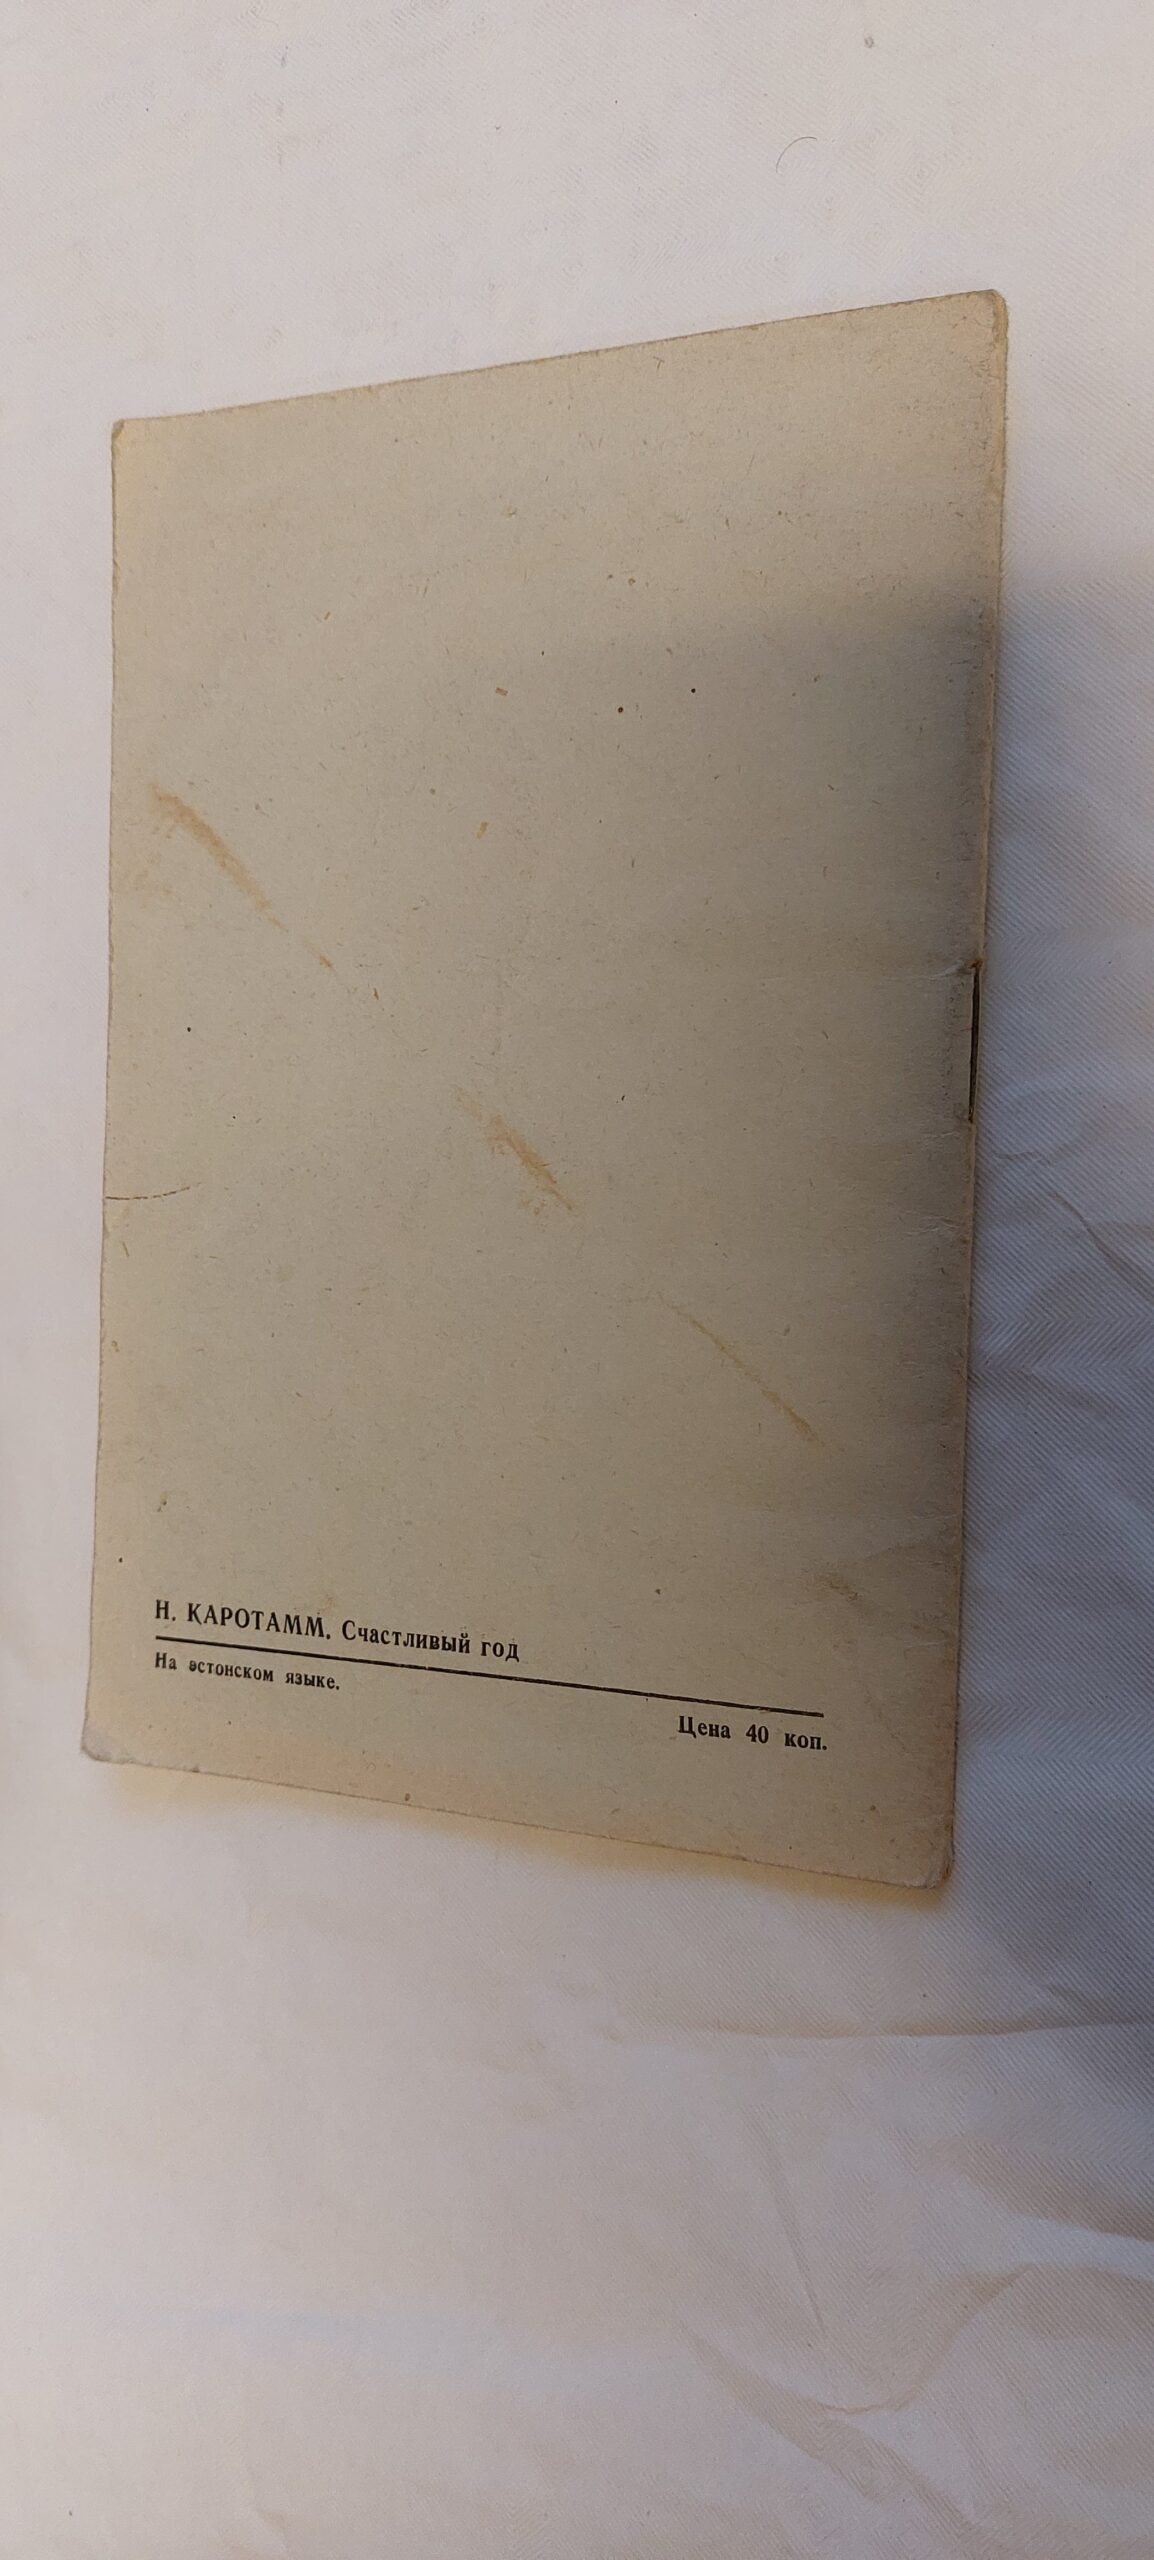 Н. КАРОТАММ. Счастливый год
На эстонском языке.
Цена 40 коп.